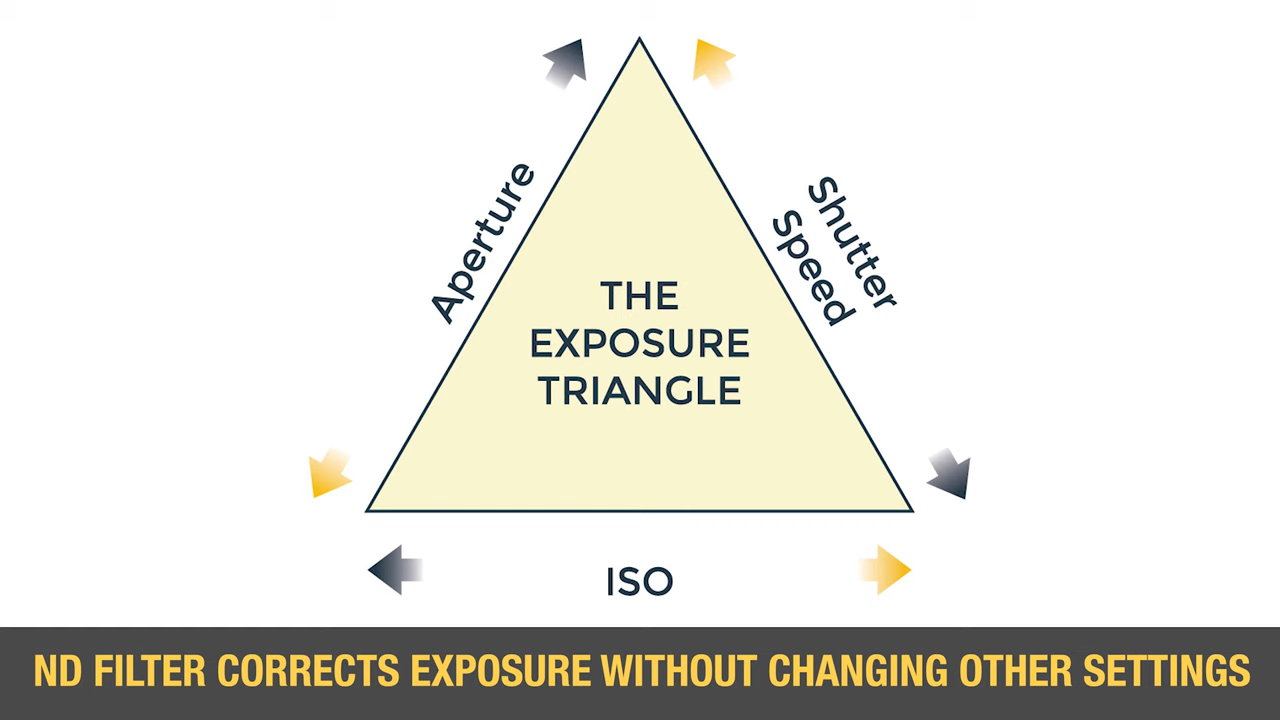 Aperture
Shutter
Speed
THE
EXPOSURE
TRIANGLE
ISO
ND FILTER CORRECTS EXPOSURE WITHOUT CHANGING OTHER SETTINGS